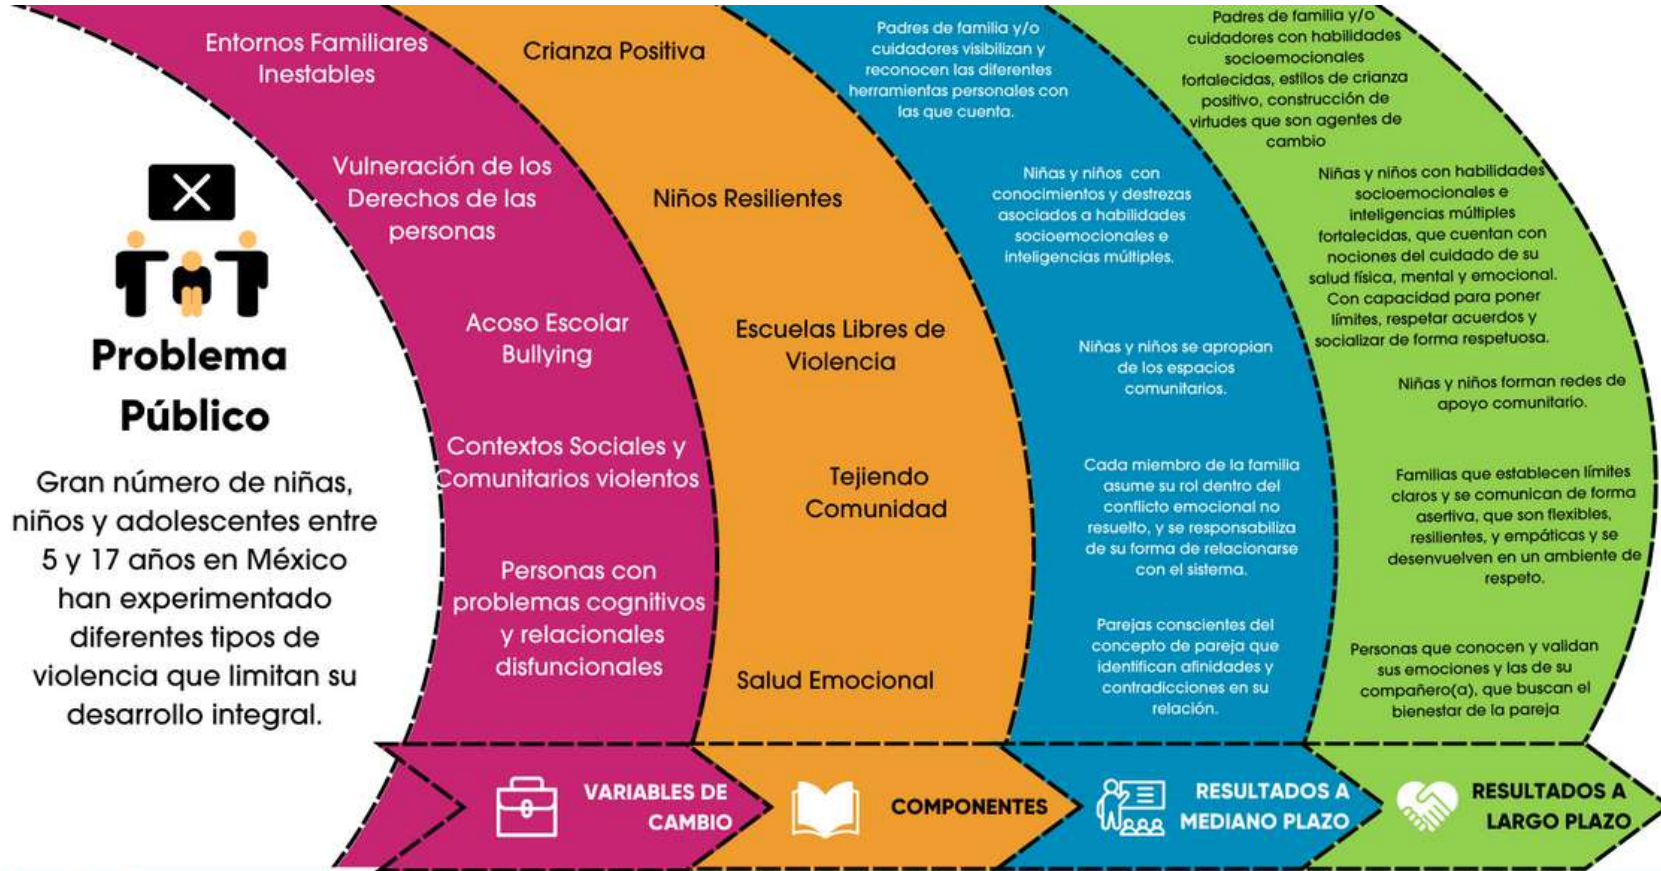 Problema
Público
Gran número de niñas,
niños y adolescentes entre
5 y 17 años en México
han experimentado
diferentes tipos de
violencia que limitan su
desarrollo integral.
Entornos Familiares
Inestables
Vulneración de los
Derechos de las
personas
Acoso Escolar
Bullying
Contextos Sociales y
Comunitarios violentos
Personas con
problemas cognitivos
y relacionales
disfuncionales
VARIABLES DE
CAMBIO
Crianza Positiva
Niños Resilientes
Escuelas Libres de
Violencia
Tejiendo
Comunidad
Salud Emocional
COMPONENTES
Padres de familia y/o
cuidadores visibilizan y
reconocen las diferentes
herramientas personales con
las que cuenta.
Niñas y niños con
conocimientos y destrezas
asociados a habilidades
socioemocionales e
inteligencias múltiples.
Niñas y niños se apropian
de los espacios
comunitarios.
Cada miembro de la familia
asume su rol dentro del
conflicto emocional no
resuelto, y se responsabiliza
de su forma de relacionarse
con el sistema.
Parejas conscientes del
concepto de pareja que
identifican afinidades y
contradicciones en su
relación.
RESULTADOS A
MEDIANO PLAZO
Padres de familia y/o
cuidadores con habilidades
socioemocionales
fortalecidas, estilos de crianza
positivo, construcción de
virtudes que son agentes de
cambio
Niñas y niños con habilidades
socioemocionales e
inteligencias múltiples
fortalecidas, que cuentan con
nociones del cuidado de su
salud física, mental y emocional.
Con capacidad para poner
límites, respetar acuerdos y
socializar de forma respetuosa.
Niñas y niños forman redes de
apoyo comunitario.
Familias que establecen límites
claros y se comunican de forma
asertiva, que son flexibles,
resilientes, y empáticas y se
desenvuelven en un ambiente de
respeto.
Personas que conocen y validan
sus emociones y las de su
compañero(a), que buscan el
bienestar de la pareja
RESULTADOS A
LARGO PLAZO